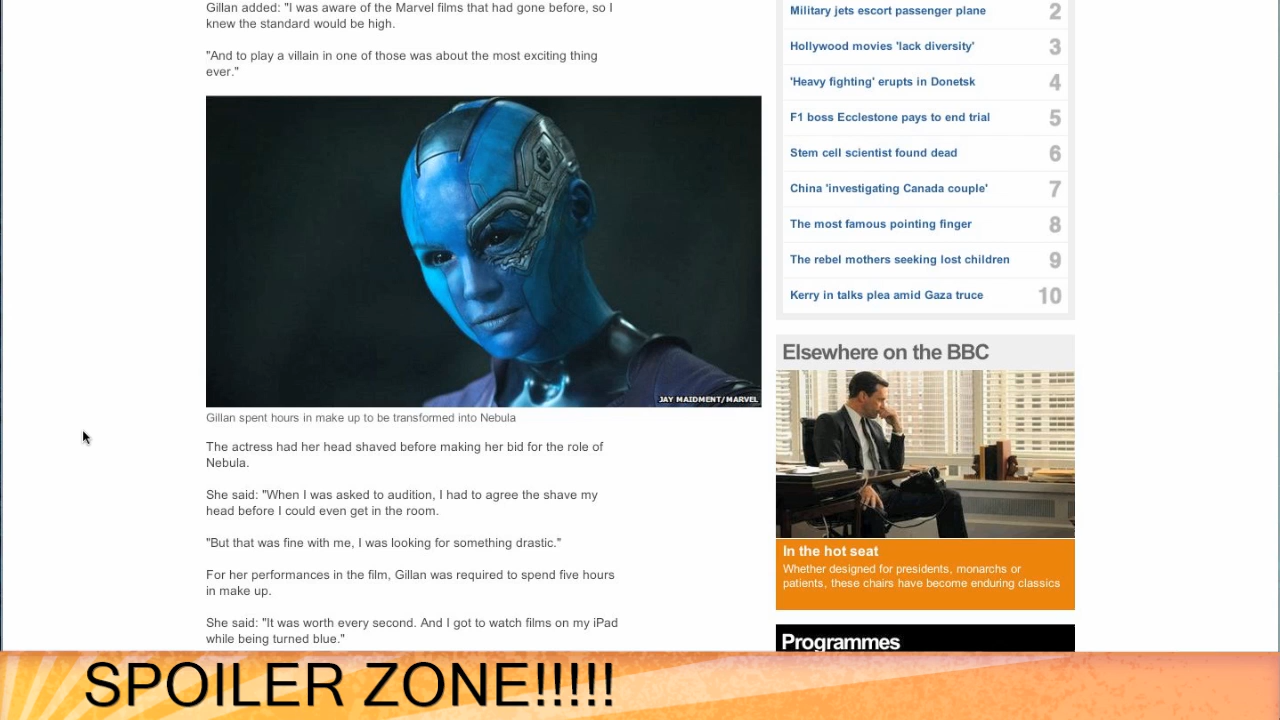 Gillan added: "I was aware of the Marvel films that had gone before, so I
knew the standard would be high.
"And to play a villain in one of those was about the most exciting thing
ever."
JAY MAIDMENT/MARVEL
Gillan spent hours in make up to be transformed into Nebula
The actress had her head shaved before making her bid for the role of
Nebula.
She said: "When I was asked to audition, I had to agree the shave my
head before I could even get in the room.
"But that was fine with me, I was looking for something drastic."
For her performances in the film, Gillan was required to spend five hours
in make up.
She said: "It was worth every second. And I got to watch films on my iPad
while being turned blue."
Military jets escort passenger plane 2
Hollywood movies 'lack diversity' 3
'Heavy fighting' erupts in Donetsk 4
F1 boss Ecclestone pays to end trial 5
Stem cell scientist found dead 6
China 'investigating Canada couple' 7
The most famous pointing finger 8
The rebel mothers seeking lost children 9
Kerry in talks plea amid Gaza truce 10
Elsewhere on the BBC
In the hot seat
Whether designed for presidents, monarchs or
patients, these chairs have become enduring classics
Programmes
SPOILER ZONE!!!!!